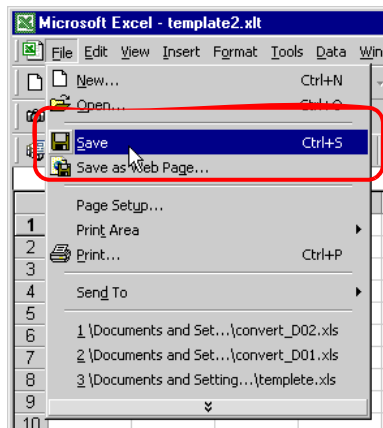 Microsoft Excel - template2.xlt
File Edit View Insert Format Tools Data Win
New... Ctrl+N
Open... Ctrl+O
Save Ctrl+S
Save as Web Page...
Page Setup...
Print Area
Print... Ctrl+P
Send To
1 \Documents and Set...\convert_D02.xls
2 \Documents and Set...\convert_D01.xls
3 \Documents and Setting...\templete.xls
1
2
3
4
5
6
7
8
9
10